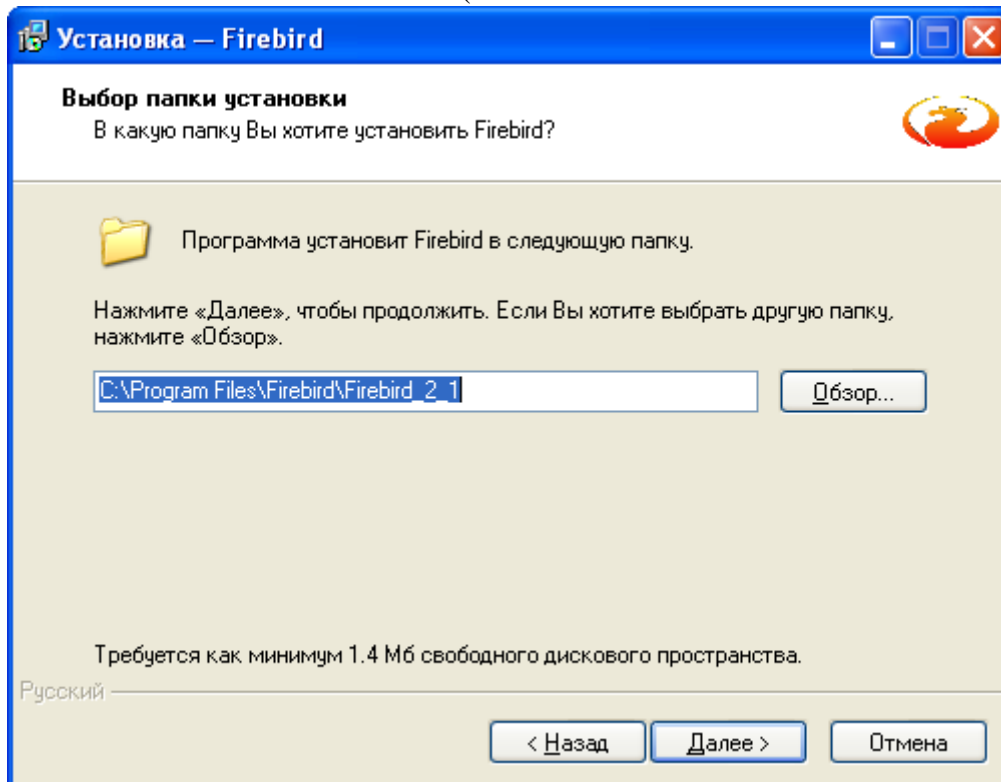 Установка — Firebird
Выбор папки установки
В какую папку Вы хотите установить Firebird?
Программа установит Firebird в следующую папку.
Нажмите «Далее», чтобы продолжить. Если Вы хотите выбрать другую папку,
нажмите «Обзор».
C:\Program Files\Firebird\Firebird_2_1
Обзор...
Требуется как минимум 1.4 Мб свободного дискового пространства.
Русский
< Назад
Далее >
Отмена